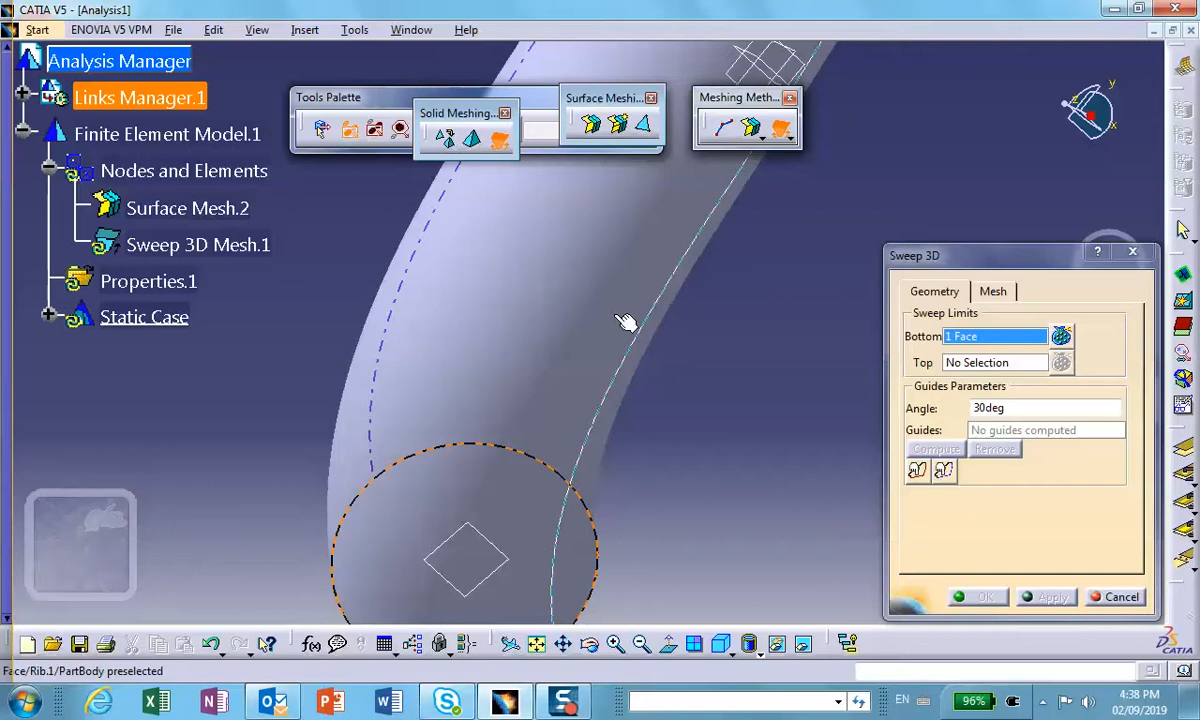 CATIA V5 - [Analysis1]
Start ENOVIA V5 VPM File Edit View Insert Tools Window Help
Analysis Manager
Links Manager.1
Finite Element Model.1
Nodes and Elements
Surface Mesh.2
Sweep 3D Mesh.1
Properties.1
Static Case
Tools Palette
Solid Meshing...
Surface Meshi...
Meshing Meth...
y
z
x
Sweep 3D
?
Geometry Mesh
Sweep Limits
Bottom 1 Face
Top No Selection
Guides Parameters
Angle: 30deg
Guides: No guides computed
Compute Remove
OK Apply Cancel
f(x)
CATIA
Face/Rib.1/PartBody preselected
EN
96%
4:38 PM
02/09/2019